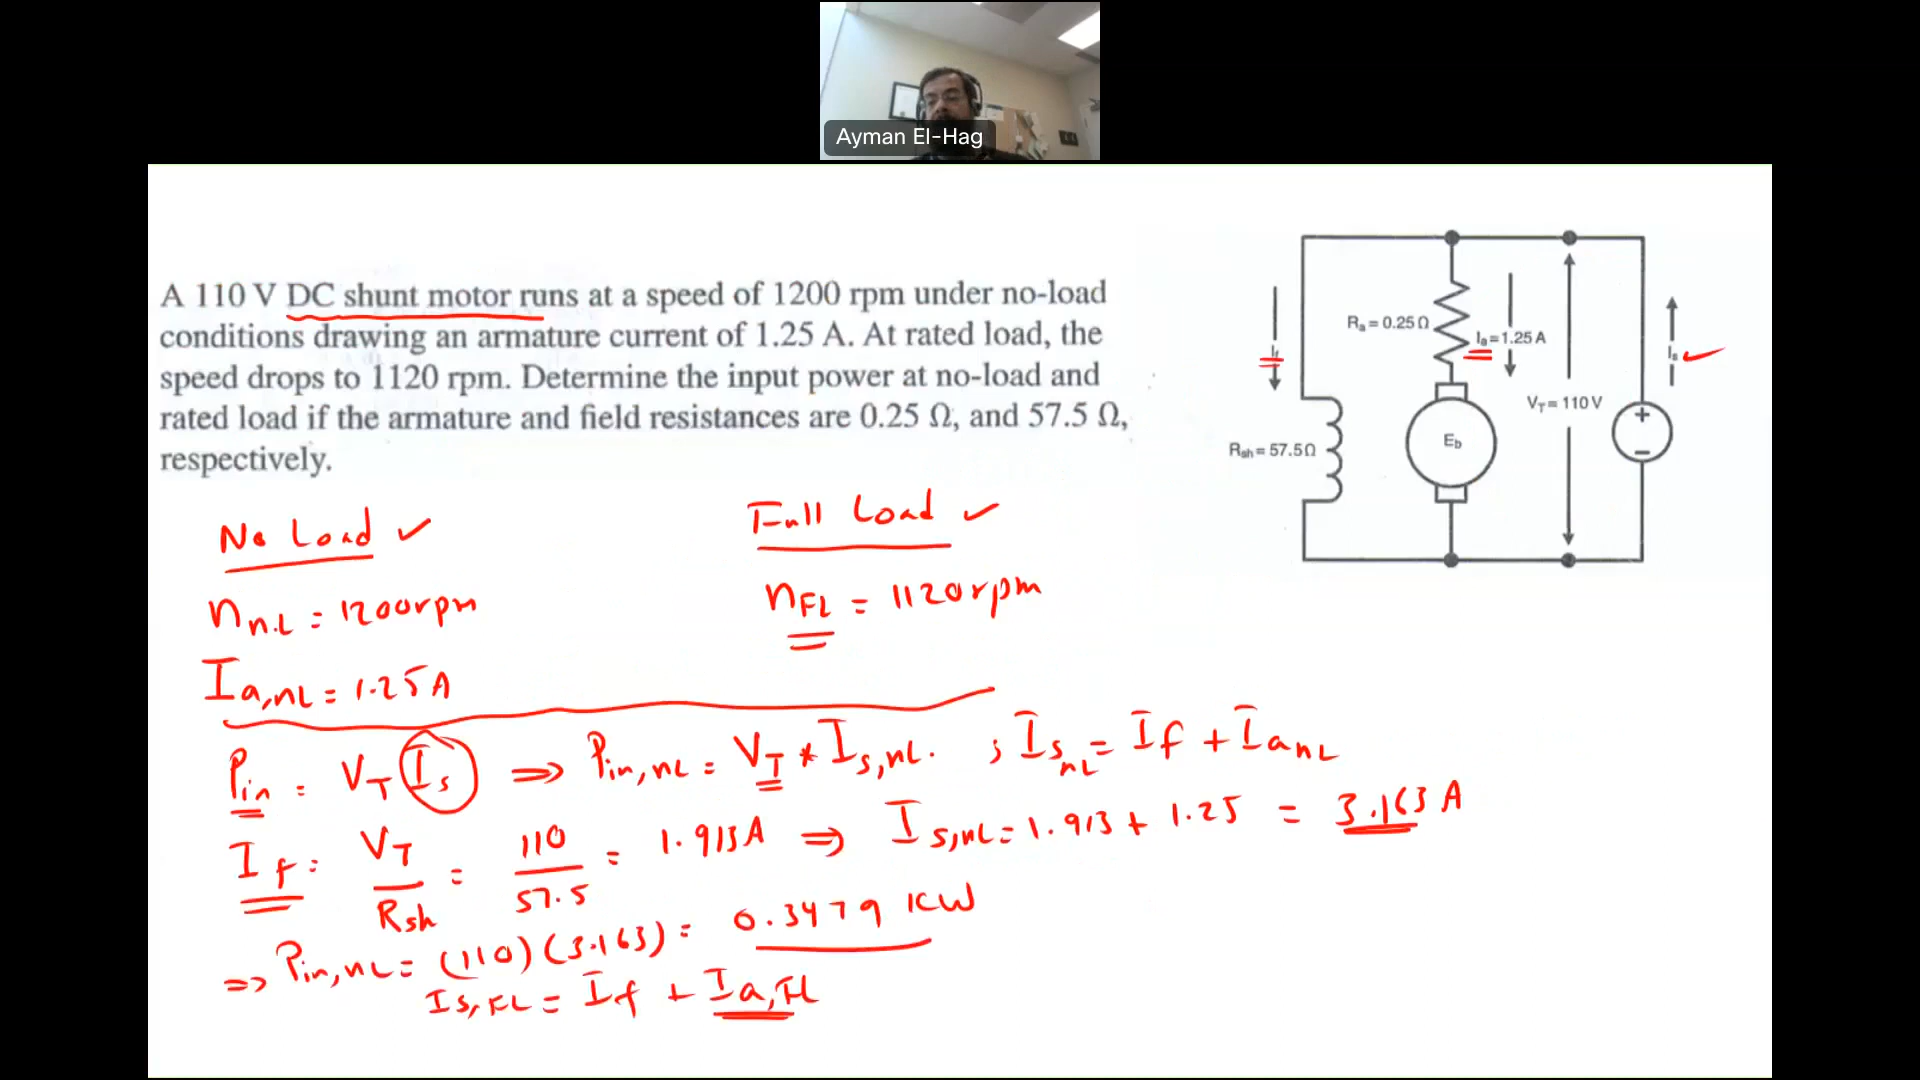 Ayman El-Hag
A 110 V DC shunt motor runs at a speed of 1200 rpm under no-load
conditions drawing an armature current of 1.25 A. At rated load, the
speed drops to 1120 rpm. Determine the input power at no-load and
rated load if the armature and field resistances are 0.25 Ω, and 57.5 Ω,
respectively.
Rₐ = 0.25 Ω
Iₐ = 1.25 A
If
Is
V_T = 110 V
+
E_b
−
R_sh = 57.5 Ω
No Load ✓
Full Load ✓
n_n.L = 1200rpm
n_FL = 1120rpm
I_a,nL = 1.25A
P_in = V_T I_s ⇒ P_in,nL = V_T * I_s,nL. ; I_s nL = I_f + I_a nL
I_f = V_T / R_sh = 110 / 57.5 = 1.913A ⇒ I_s,nL = 1.913 + 1.25 = 3.163 A
⇒ P_in,nL = (110)(3.163) = 0.3479 KW
I_s,FL = I_f + I_a,FL